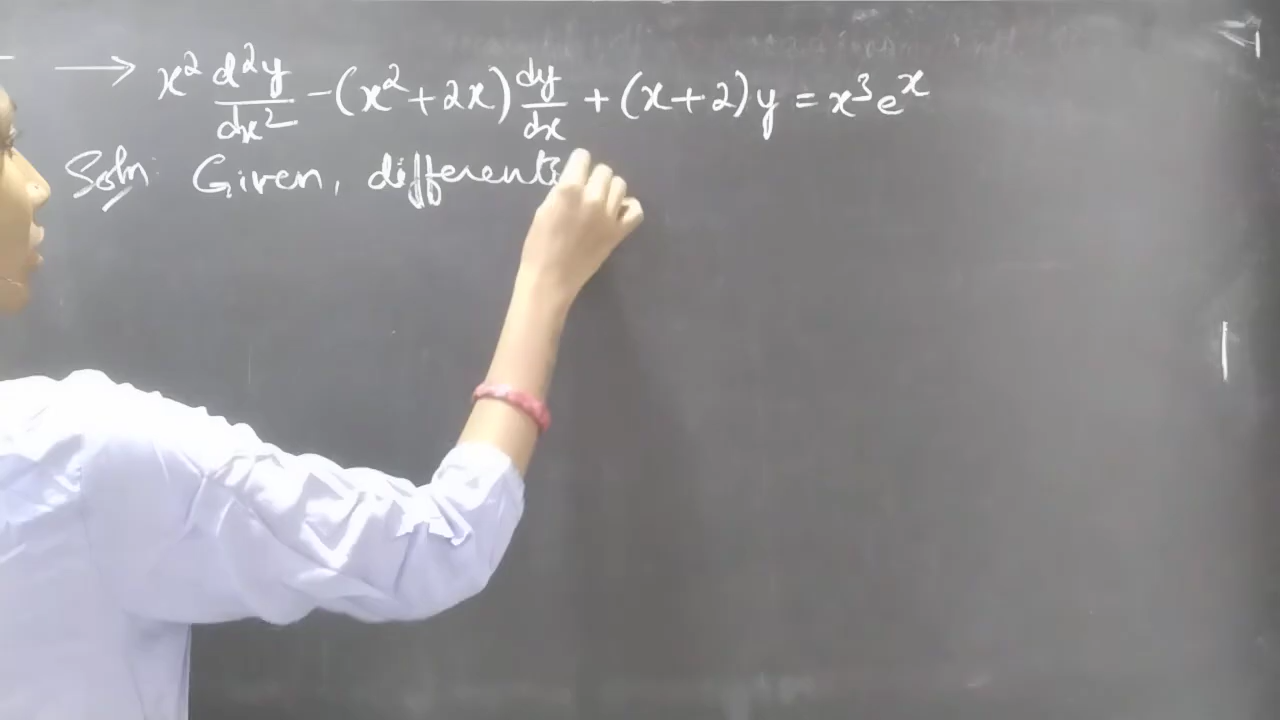 → x² d²y/dx² - (x² + 2x) dy/dx + (x + 2) y = x³eˣ
Soln: Given, differenti